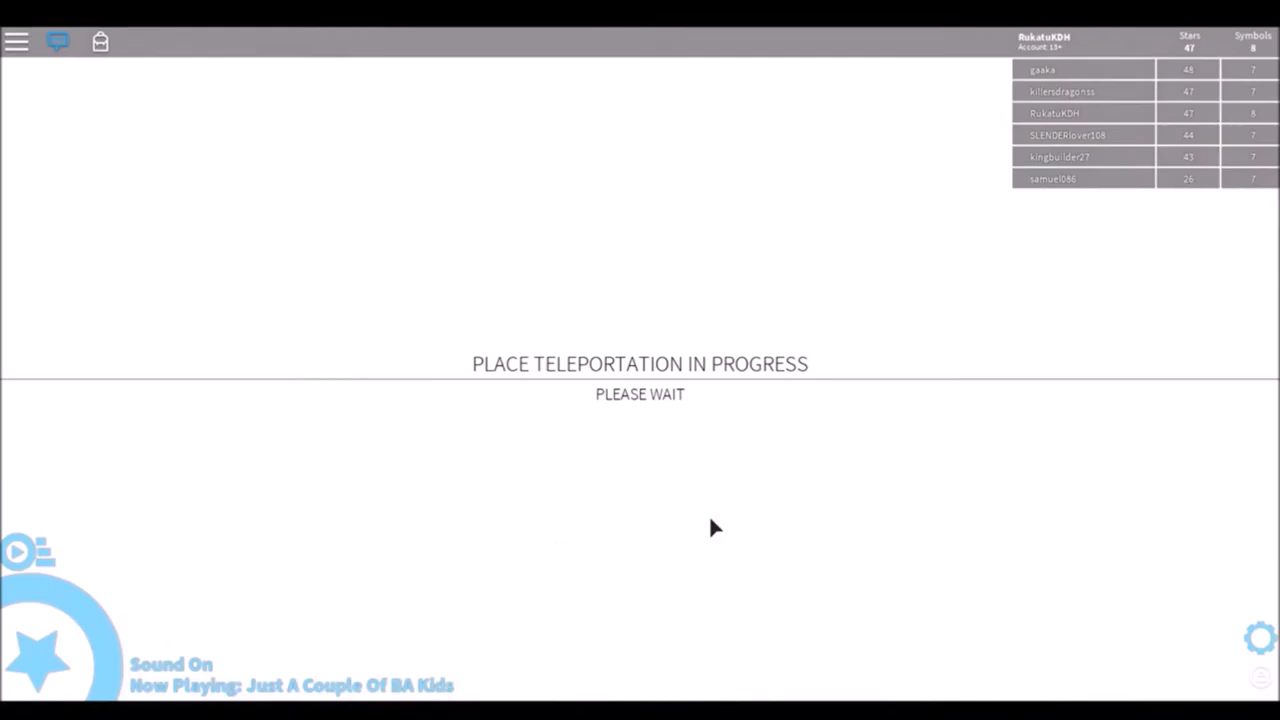 RukatuKDH Stars Symbols
Account: 13+ 47 8
gaaka 48 7
killersdragonss 47 7
RukatuKDH 47 8
SLENDERlover108 44 7
kingbuilder27 43 7
samuel086 26 7
PLACE TELEPORTATION IN PROGRESS
PLEASE WAIT
Sound On
Now Playing: Just A Couple Of BA Kids